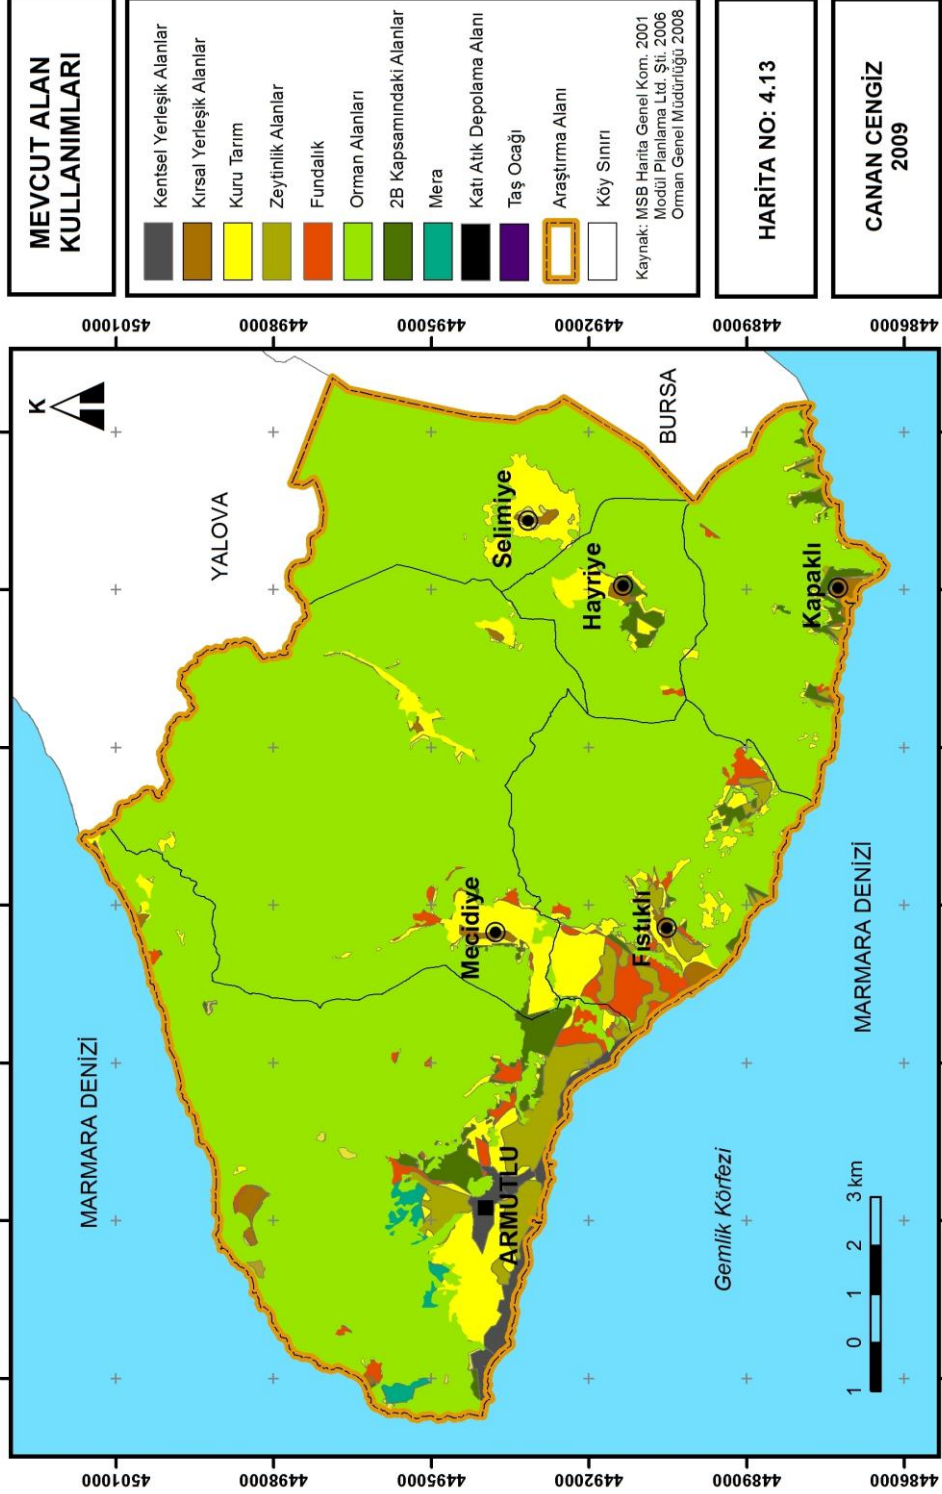 MEVCUT ALAN
KULLANIMLARI
Kentsel Yerleşik Alanlar
Kırsal Yerleşik Alanlar
Kuru Tarım
Zeytinlik Alanlar
Fundalık
Orman Alanları
2B Kapsamındaki Alanlar
Mera
Katı Atık Depolama Alanı
Taş Ocağı
Araştırma Alanı
Köy Sınırı
Kaynak: MSB Harita Genel Kom. 2001
Modül Planlama Ltd. Şti. 2006
Orman Genel Müdürlüğü 2008
HARİTA NO: 4.13
CANAN CENGİZ
2009
4501000
4498000
4495000
4492000
4489000
4486000
K
YALOVA
BURSA
MARMARA DENİZİ
Selimiye
Hayriye
Kapaklı
Mecidiye
Fıstıklı
ARMUTLU
MARMARA DENİZİ
Gemlik Körfezi
1 0 1 2 3 km
4501000
4498000
4495000
4492000
4489000
4486000